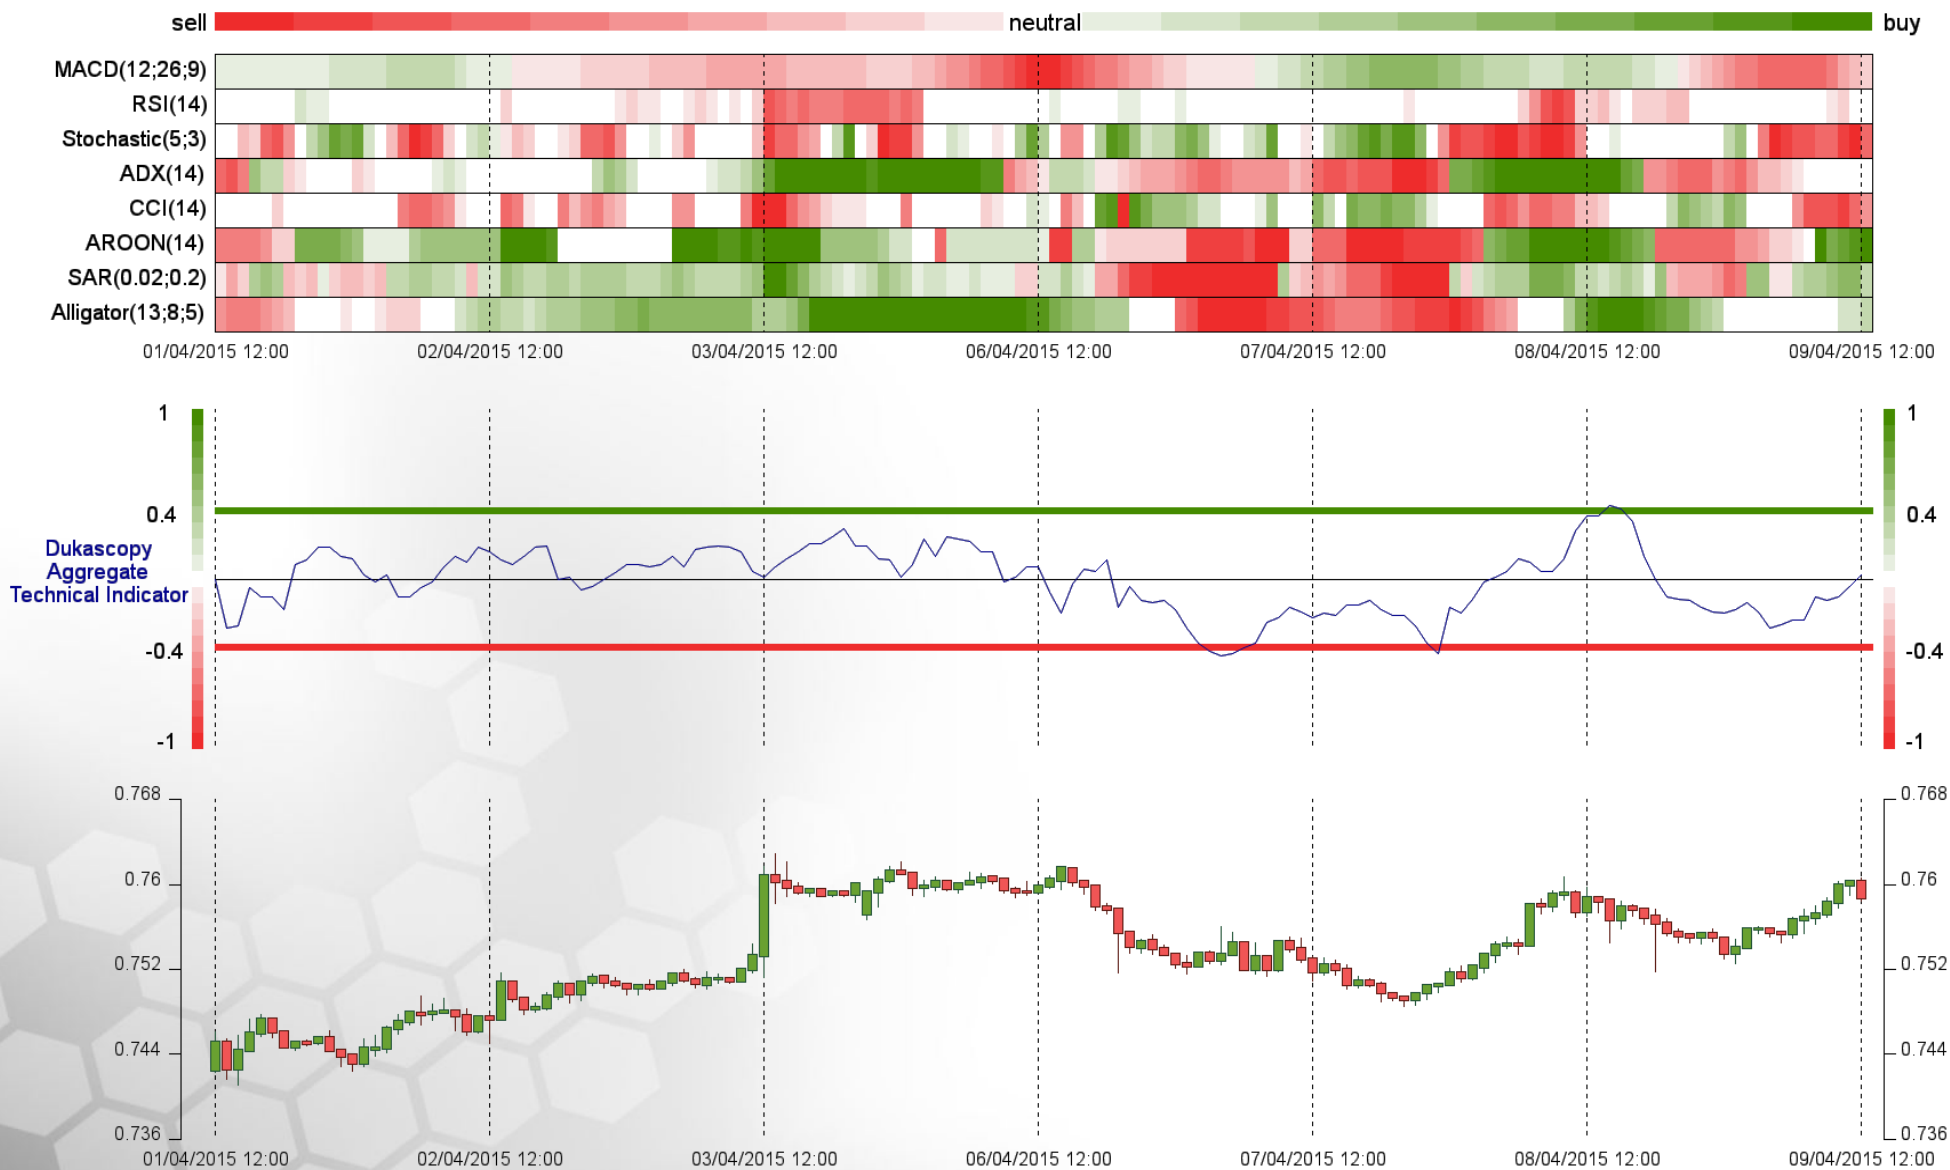 sell neutral buy
MACD(12;26;9)
RSI(14)
Stochastic(5;3)
ADX(14)
CCI(14)
AROON(14)
SAR(0.02;0.2)
Alligator(13;8;5)
01/04/2015 12:00 02/04/2015 12:00 03/04/2015 12:00 06/04/2015 12:00 07/04/2015 12:00 08/04/2015 12:00 09/04/2015 12:00
1 1
0.4 0.4
Dukascopy
Aggregate
Technical Indicator
-0.4 -0.4
-1 -1
0.768 0.768
0.76 0.76
0.752 0.752
0.744 0.744
0.736 0.736
01/04/2015 12:00 02/04/2015 12:00 03/04/2015 12:00 06/04/2015 12:00 07/04/2015 12:00 08/04/2015 12:00 09/04/2015 12:00